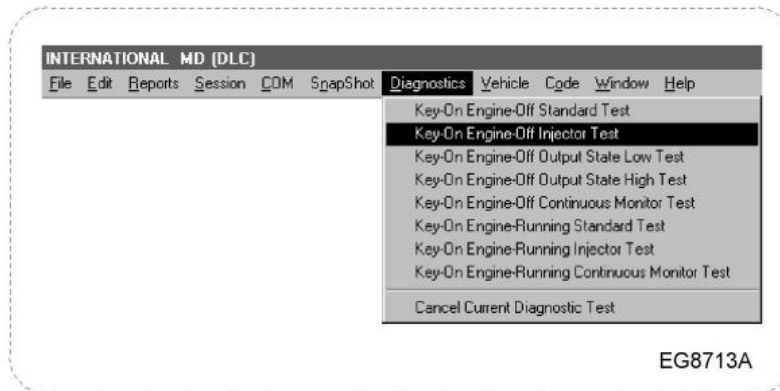 INTERNATIONAL MD (DLC)
File Edit Reports Session COM SnapShot Diagnostics Vehicle Code Window Help
Key-On Engine-Off Standard Test
Key-On Engine-Off Injector Test
Key-On Engine-Off Output State Low Test
Key-On Engine-Off Output State High Test
Key-On Engine-Off Continuous Monitor Test
Key-On Engine-Running Standard Test
Key-On Engine-Running Injector Test
Key-On Engine-Running Continuous Monitor Test
Cancel Current Diagnostic Test
EG8713A